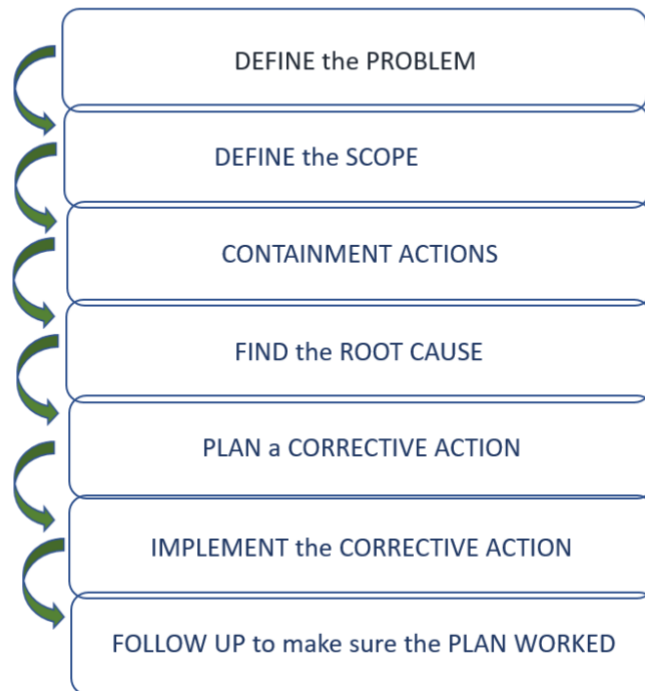 DEFINE the PROBLEM
DEFINE the SCOPE
CONTAINMENT ACTIONS
FIND the ROOT CAUSE
PLAN a CORRECTIVE ACTION
IMPLEMENT the CORRECTIVE ACTION
FOLLOW UP to make sure the PLAN WORKED